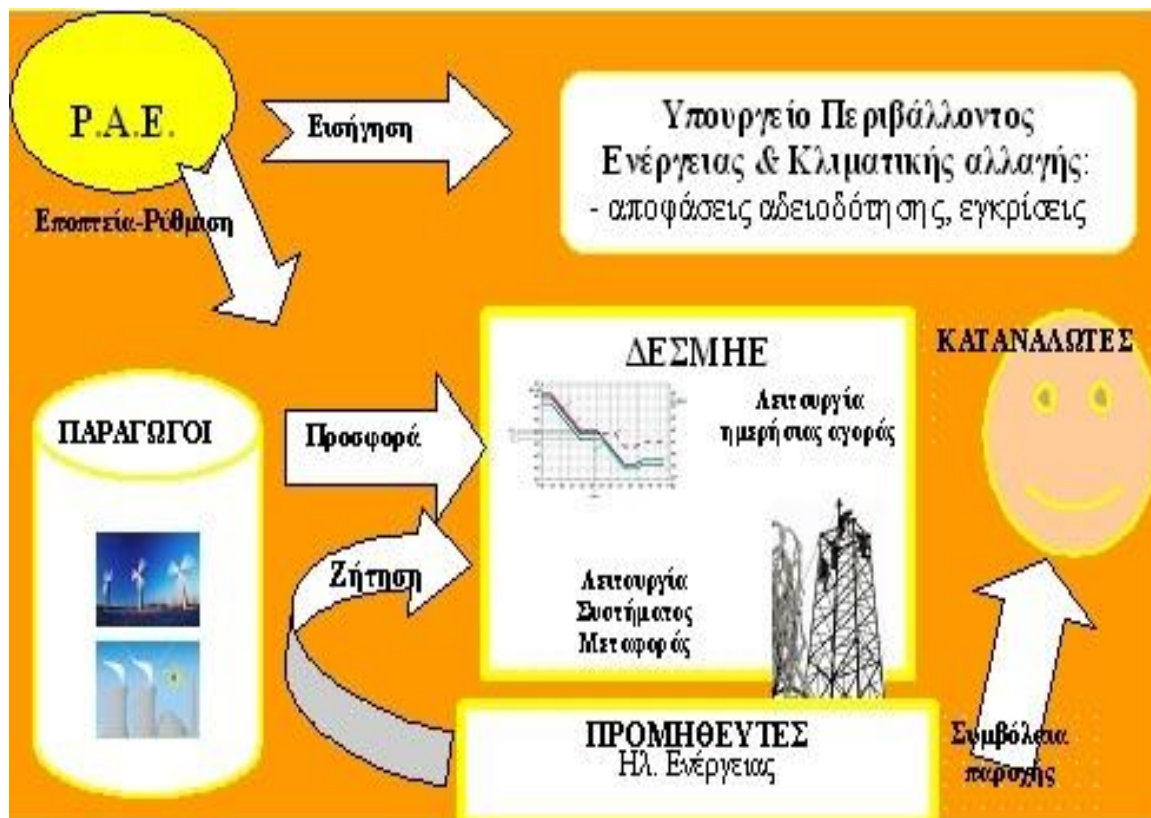 Ρ.Α.Ε.
Εισήγηση
Υπουργείο Περιβάλλοντος
Ενέργειας & Κλιματικής αλλαγής:
- αποφάσεις αδειοδότησης, εγκρίσεις
Εποπτεία-Ρύθμιση
ΠΑΡΑΓΩΓΟΙ
Προσφορά
Ζήτηση
ΔΕΣΜΗΕ
Λειτουργία
ημερήσιας αγοράς
Λειτουργία
Συστήματος
Μεταφοράς
ΚΑΤΑΝΑΛΩΤΕΣ
ΠΡΟΜΗΘΕΥΤΕΣ
Ηλ. Ενέργειας
Συμβόλεια
παροχής